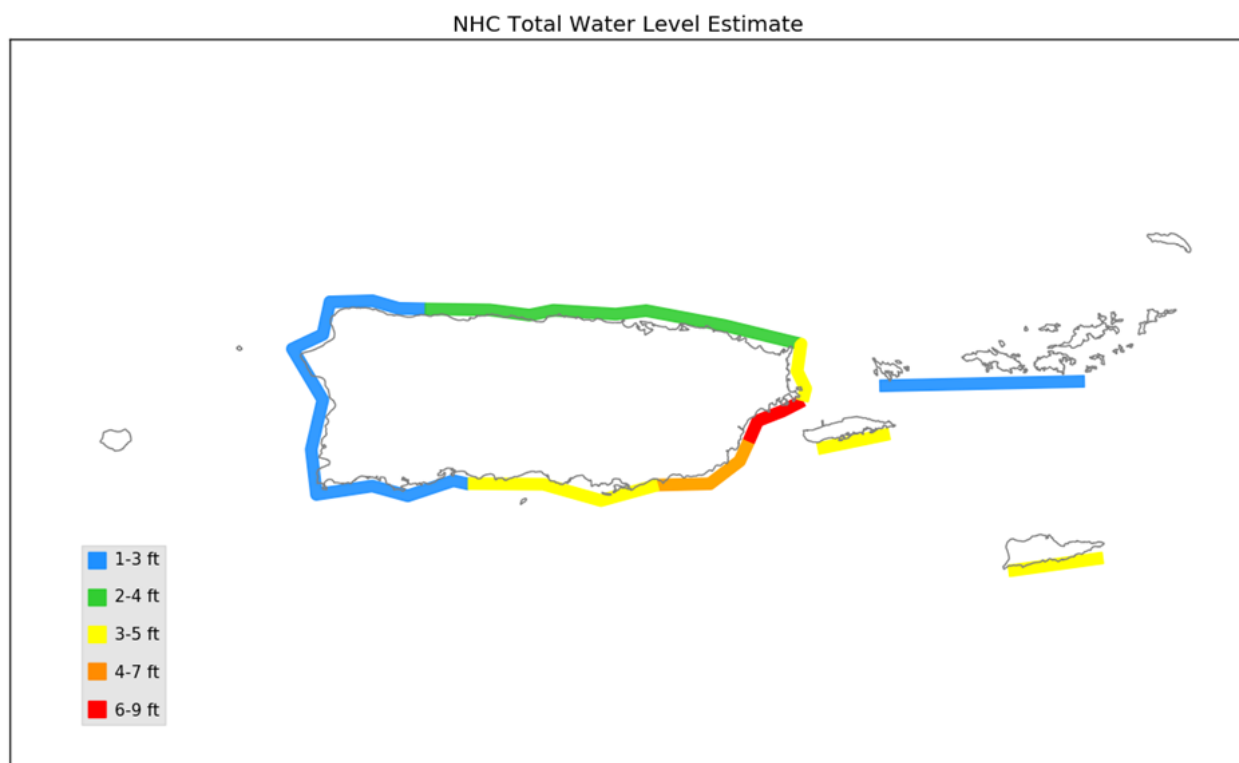 NHC Total Water Level Estimate
1-3 ft
2-4 ft
3-5 ft
4-7 ft
6-9 ft